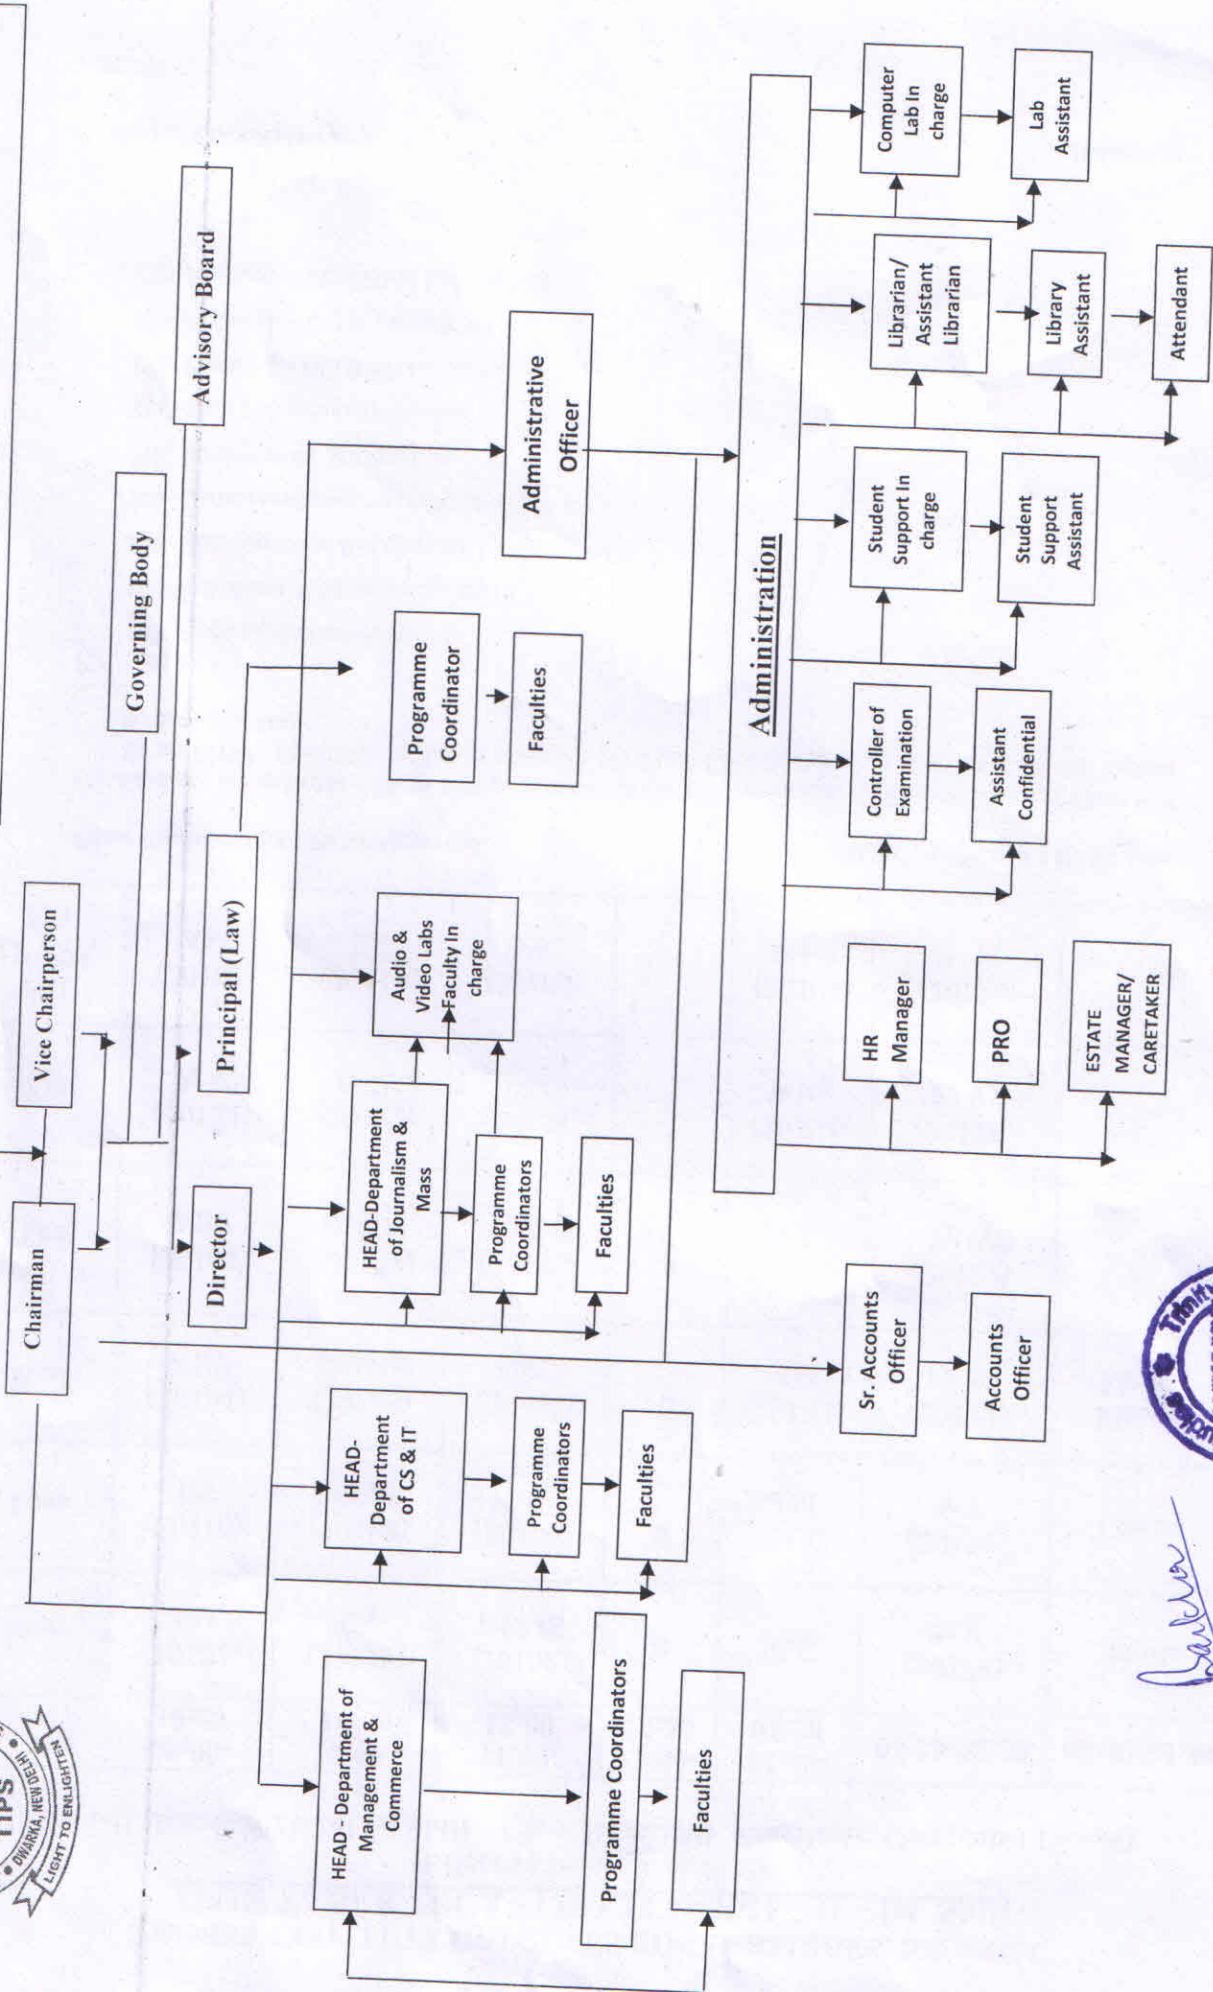 TIPS
DWARKA, NEW DELHI
LIGHT TO ENLIGHTEN
Chairman
Vice Chairperson
Governing Body
Advisory Board
Director
Principal (Law)
HEAD- Department of
Management &
Commerce
Programme Coordinators
Faculties
HEAD-
Department
of CS & IT
Programme
Coordinators
Faculties
HEAD-Department
of Journalism &
Mass
Programme
Coordinators
Faculties
Audio &
Video Labs
Faculty In
charge
Programme
Coordinator
Faculties
Administrative
Officer
Sr. Accounts
Officer
Accounts
Officer
Administration
HR
Manager
PRO
ESTATE
MANAGER/
CARETAKER
Controller of
Examination
Assistant
Confidential
Student
Support In
charge
Student
Support
Assistant
Librarian/
Assistant
Librarian
Library
Assistant
Attendant
Computer
Lab In
charge
Lab
Assistant